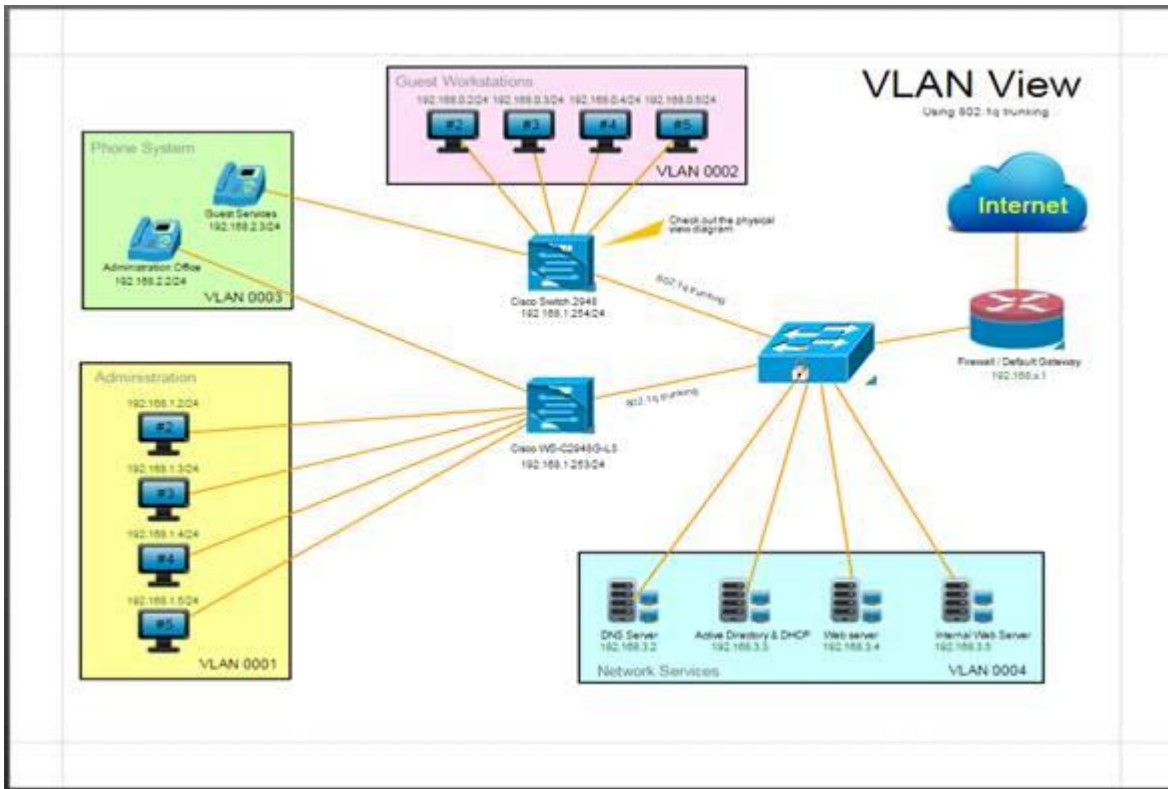 VLAN View
Using 802.1q trunking
Guest Workstations
192.168.0.2/24 192.168.0.3/24 192.168.0.4/24 192.168.0.5/24
#2 #3 #4 #5
VLAN 0002
Phone System
Guest Services
192.168.2.3/24
Administration Office
192.168.2.2/24
VLAN 0003
Check out the physical
view diagram
Internet
Cisco Switch 2948
192.168.1.254/24
802.1q trunking
Firewall / Default Gateway
192.168.x.1
Administration
192.168.1.2/24
#2
192.168.1.3/24
#3
192.168.1.4/24
#4
192.168.1.5/24
#5
VLAN 0001
802.1q trunking
Cisco WS-C2948G-L3
192.168.1.253/24
DNS Server
192.168.3.2
Active Directory & DHCP
192.168.3.3
Web server
192.168.3.4
Internal Web Server
192.168.3.5
Network Services
VLAN 0004